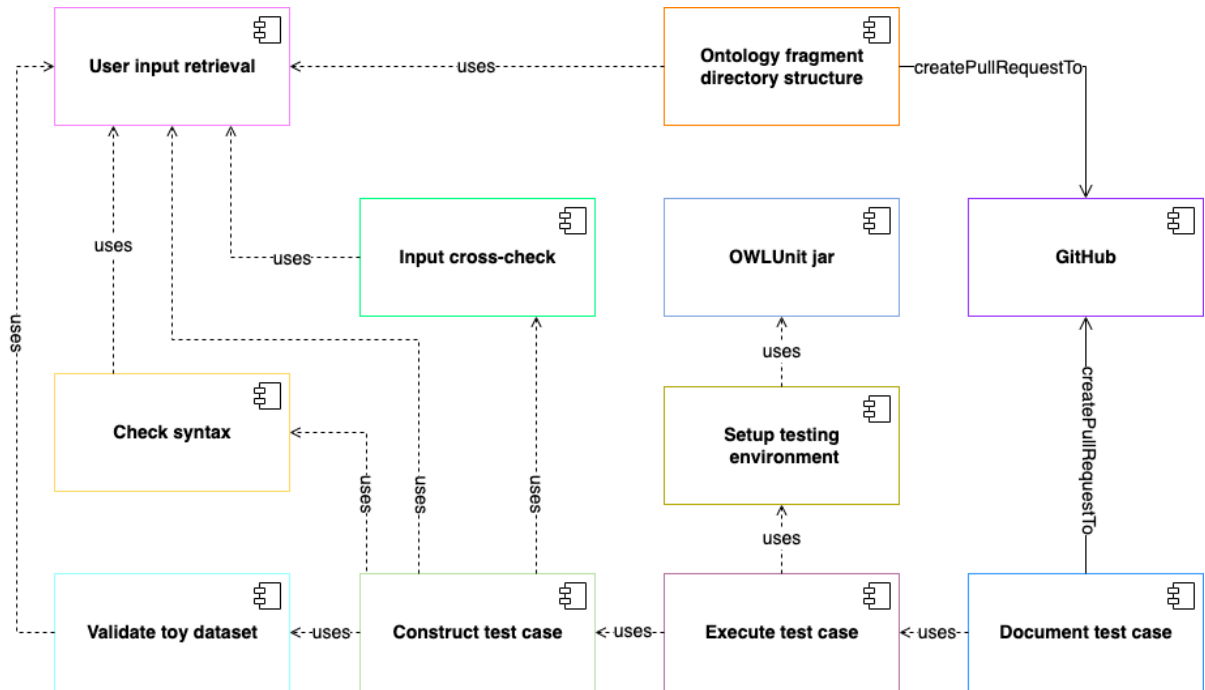 User input retrieval
uses
Ontology fragment
directory structure
createPullRequestTo
uses
uses
Input cross-check
OWLUnit jar
GitHub
uses
uses
createPullRequestTo
Check syntax
Setup testing
environment
uses
uses
uses
uses
Validate toy dataset
uses
Construct test case
uses
Execute test case
uses
Document test case